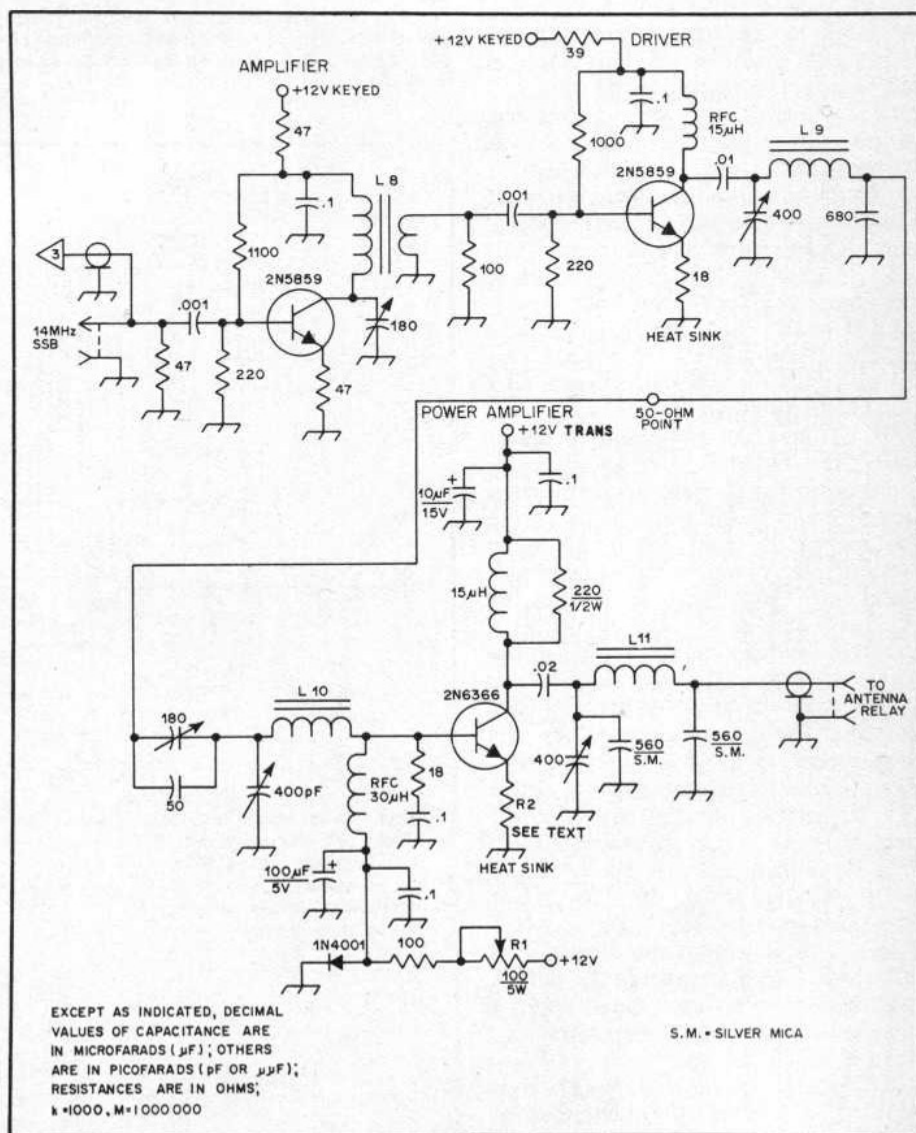 +12V KEYED
39
DRIVER
AMPLIFIER
+12V KEYED
47
.1
RFC
15µH
L 9
1000
2N5859
.01
L 8
.1
400
680
.001
3
1100
2N5859
100
220
18
.001
180
HEAT SINK
14MHz
SSB
47
220
47
POWER AMPLIFIER
+12V TRANS
50-OHM
POINT
10µF
15V
.1
15µH
220
1/2W
L11
L 10
2N6366
.02
TO
ANTENNA
RELAY
180
400
560
S.M.
560
S.M.
50
400pF
RFC
30µH
18
.1
R2
SEE TEXT
HEAT SINK
100µF
5V
.1
1N4001
100
R1
+12V
100
5W
EXCEPT AS INDICATED, DECIMAL
VALUES OF CAPACITANCE ARE
IN MICROFARADS (µF); OTHERS
ARE IN PICOFARADS (pF OR µµF);
RESISTANCES ARE IN OHMS;
k=1000, M=1000000
S.M.= SILVER MICA